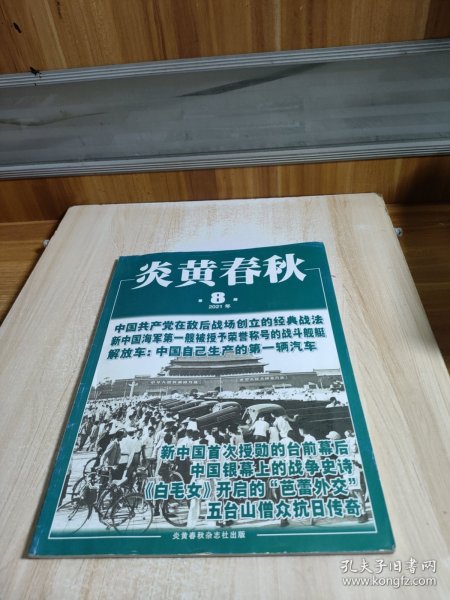 炎黄春秋
第 8 期
2021 年
中国共产党在敌后战场创立的经典战法
新中国海军第一艘被授予荣誉称号的战斗舰艇
解放车：中国自己生产的第一辆汽车
新中国首次授勋的台前幕后
中国银幕上的战争史诗
《白毛女》开启的“芭蕾外交”
五台山僧众抗日传奇
炎黄春秋杂志社出版
孔夫子旧书网
www.kongfz.com